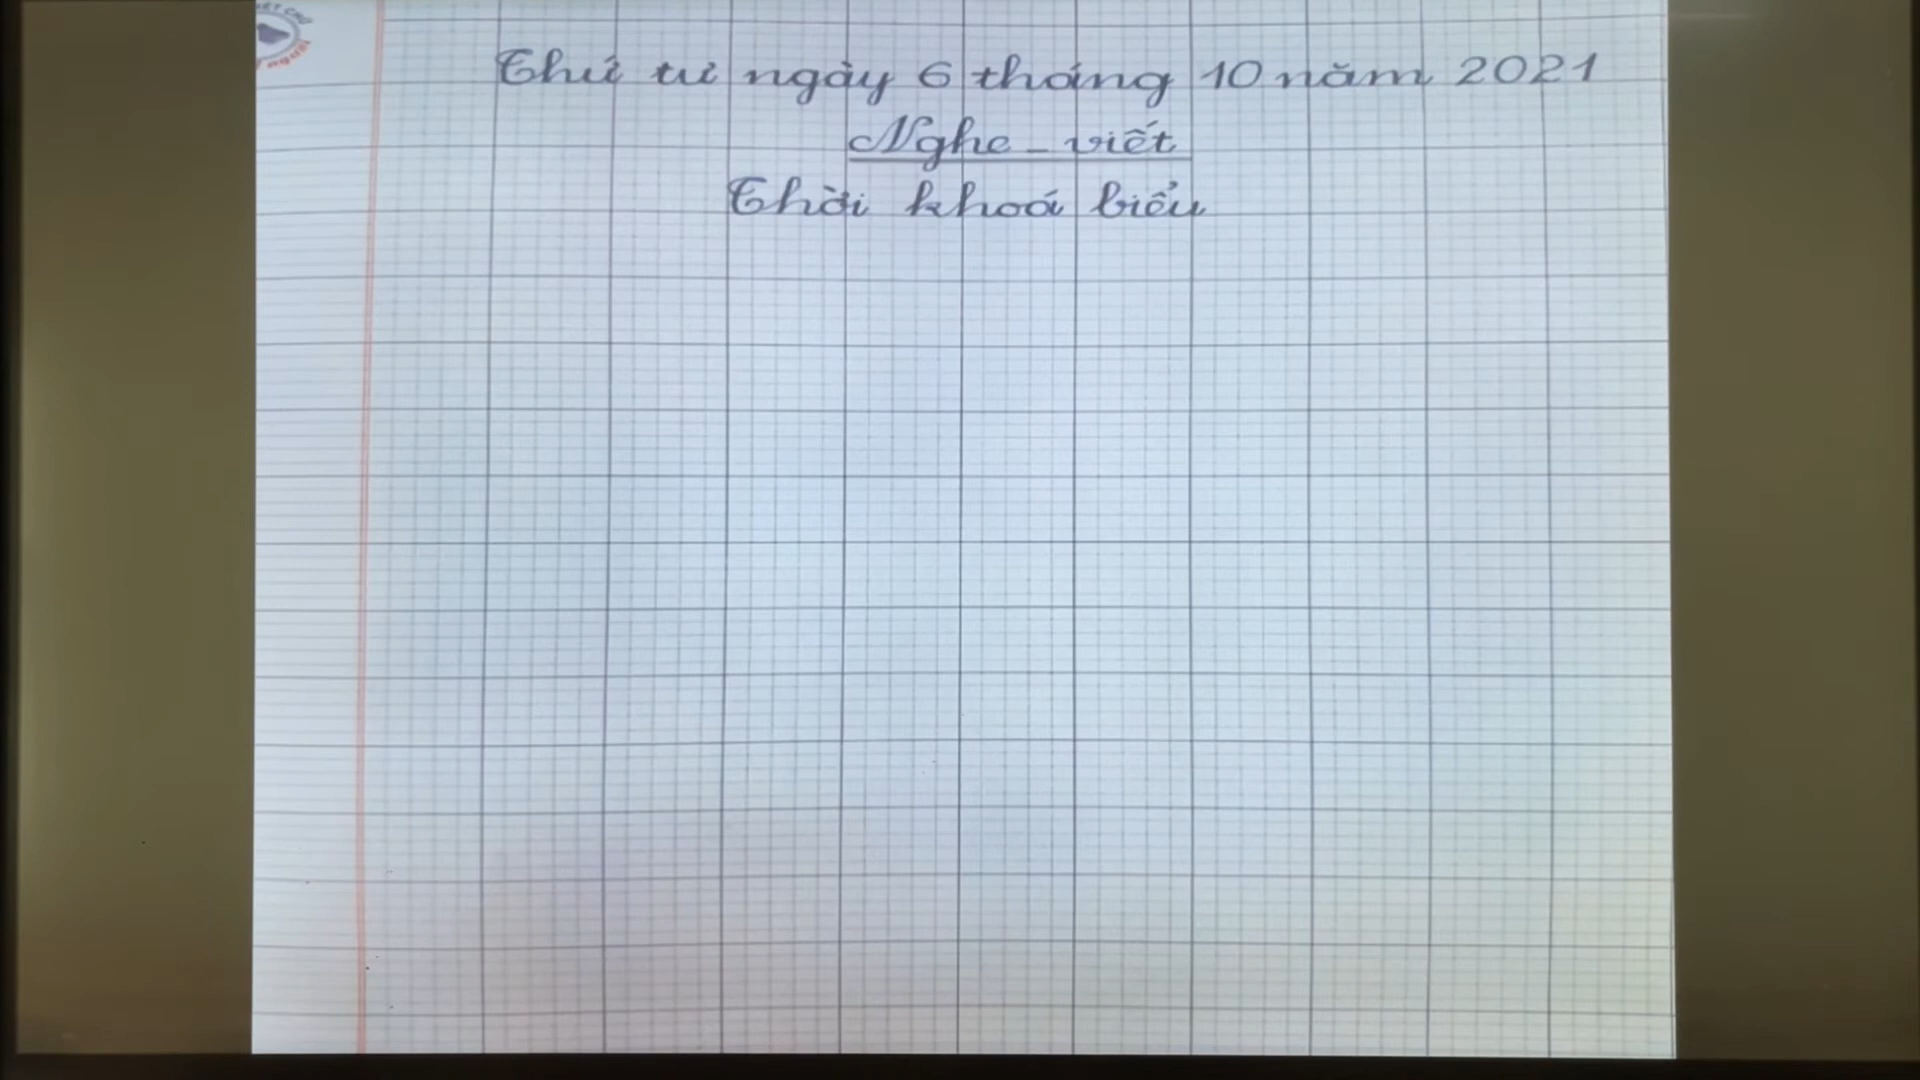 Thứ tư ngày 6 tháng 10 năm 2021
Nghe - viết
Thời khoá biểu